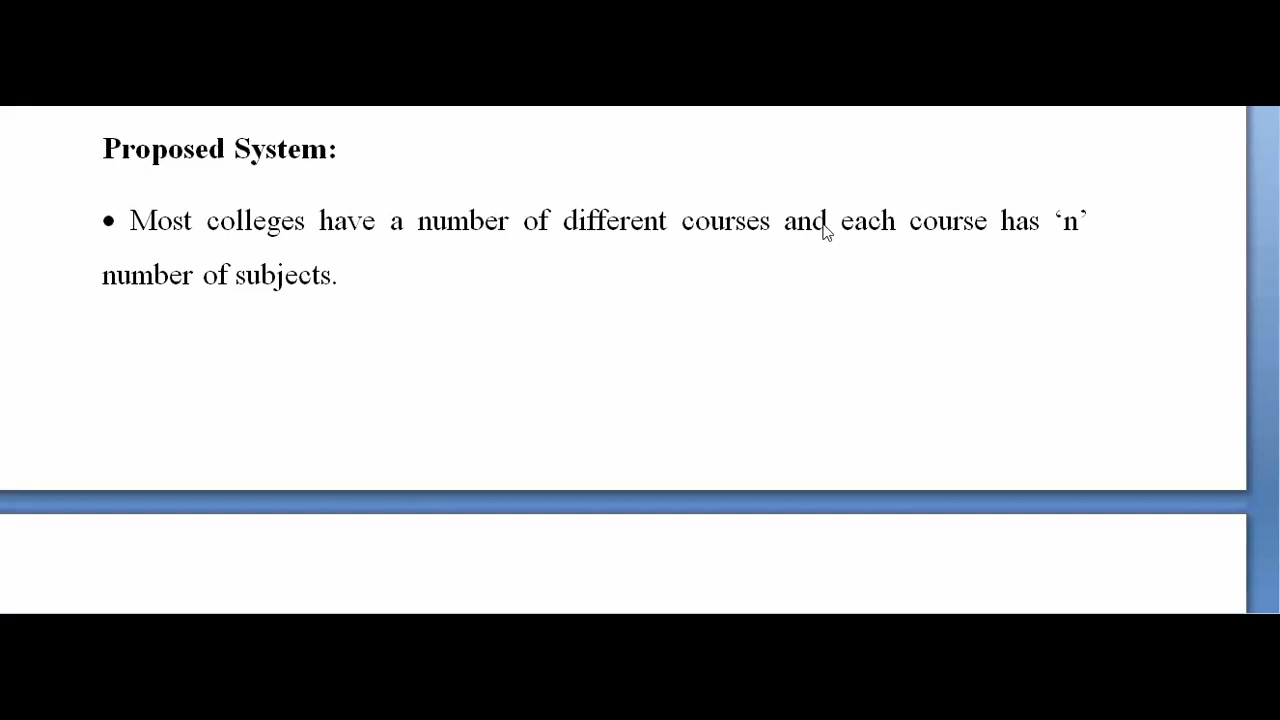 Proposed System:
• Most colleges have a number of different courses and each course has ‘n’
number of subjects.